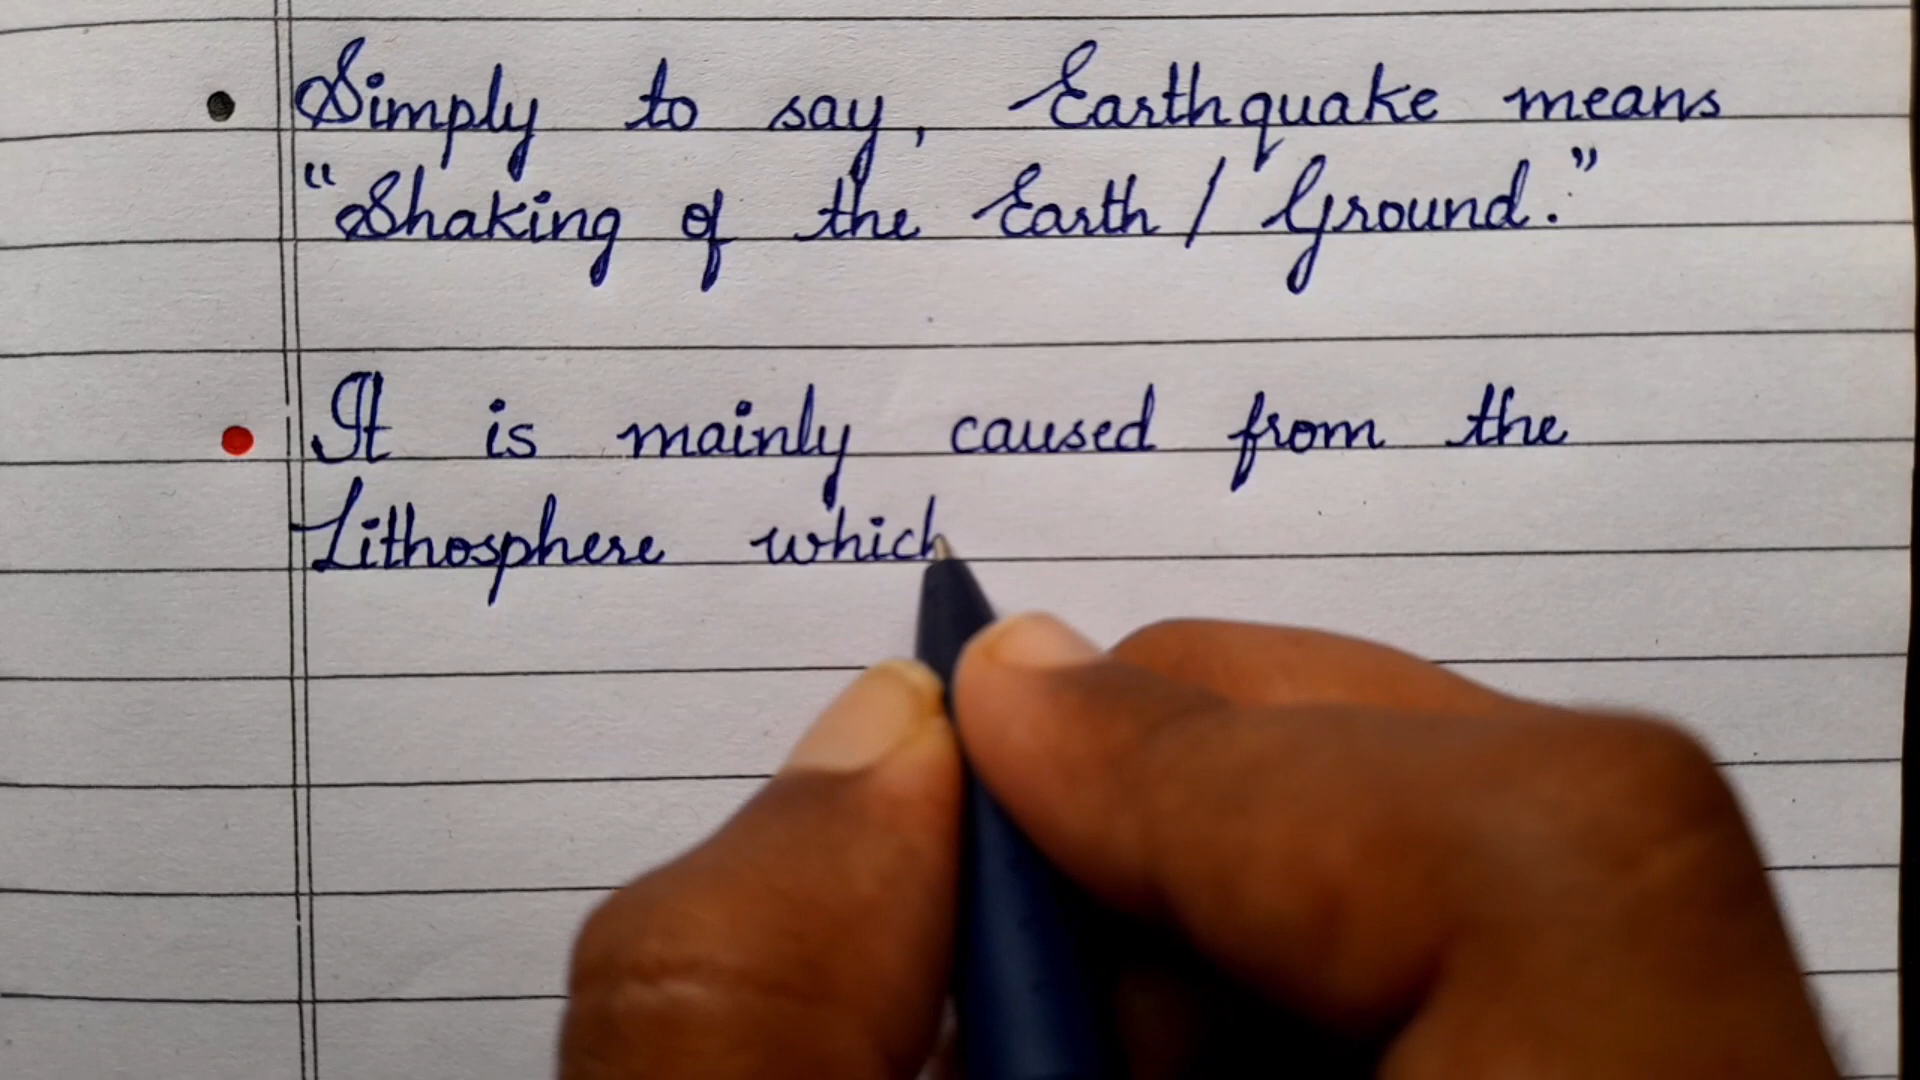 • Simply to say, Earthquake means
"Shaking of the Earth / Ground."
• It is mainly caused from the
Lithosphere which